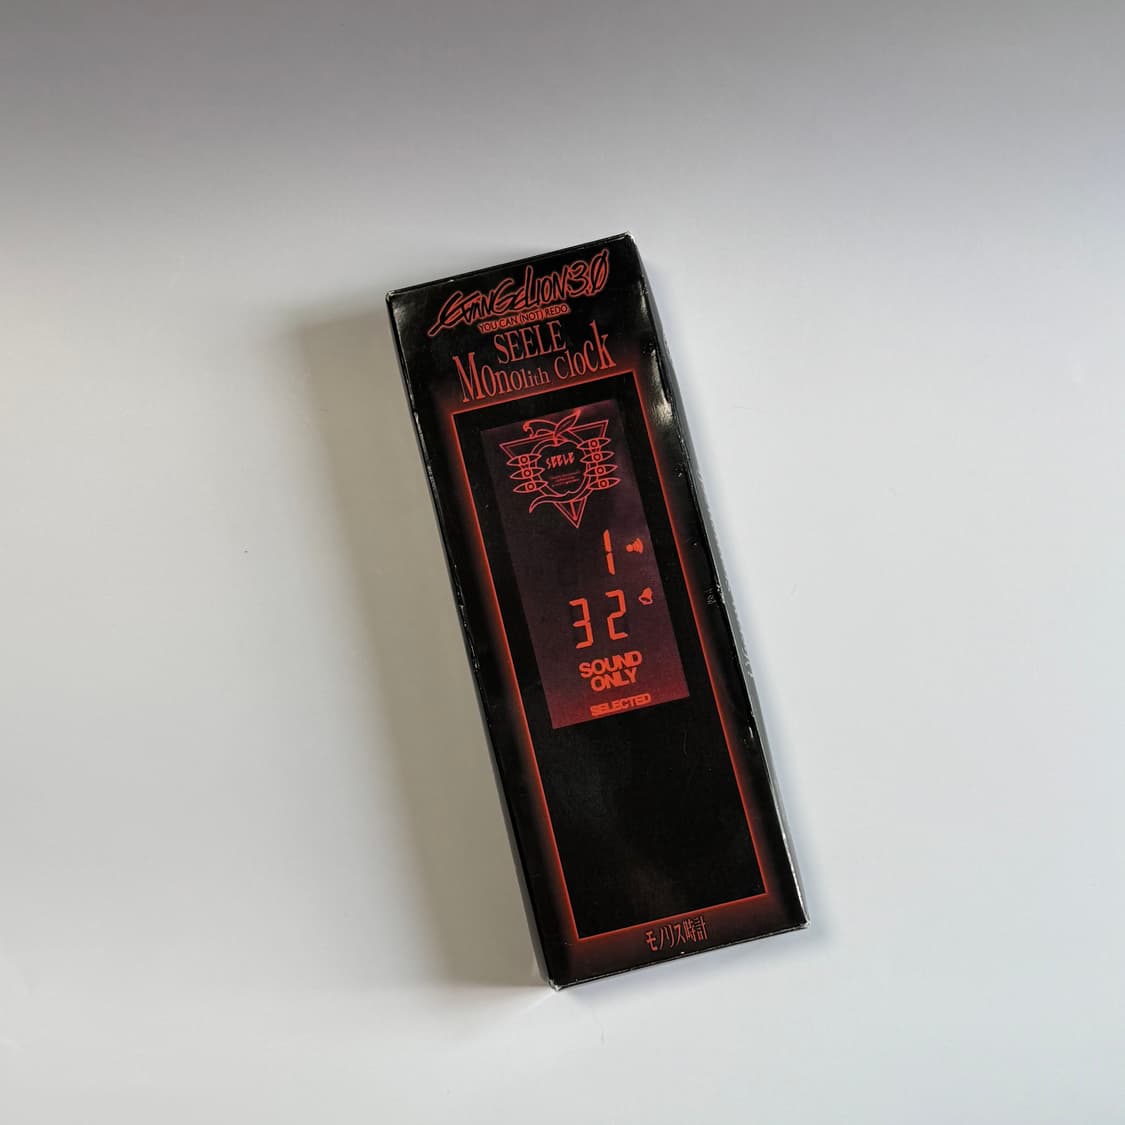 EVANGELION:3.0
YOU CAN (NOT) REDO.
SEELE
Monolith Clock
SEELE
1
32
SOUND
ONLY
SELECTED
モノリス時計